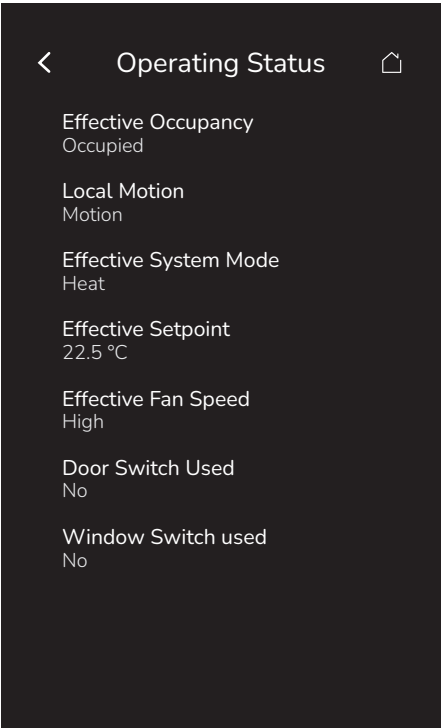 Operating Status
Effective Occupancy
Occupied
Local Motion
Motion
Effective System Mode
Heat
Effective Setpoint
22.5 °C
Effective Fan Speed
High
Door Switch Used
No
Window Switch used
No